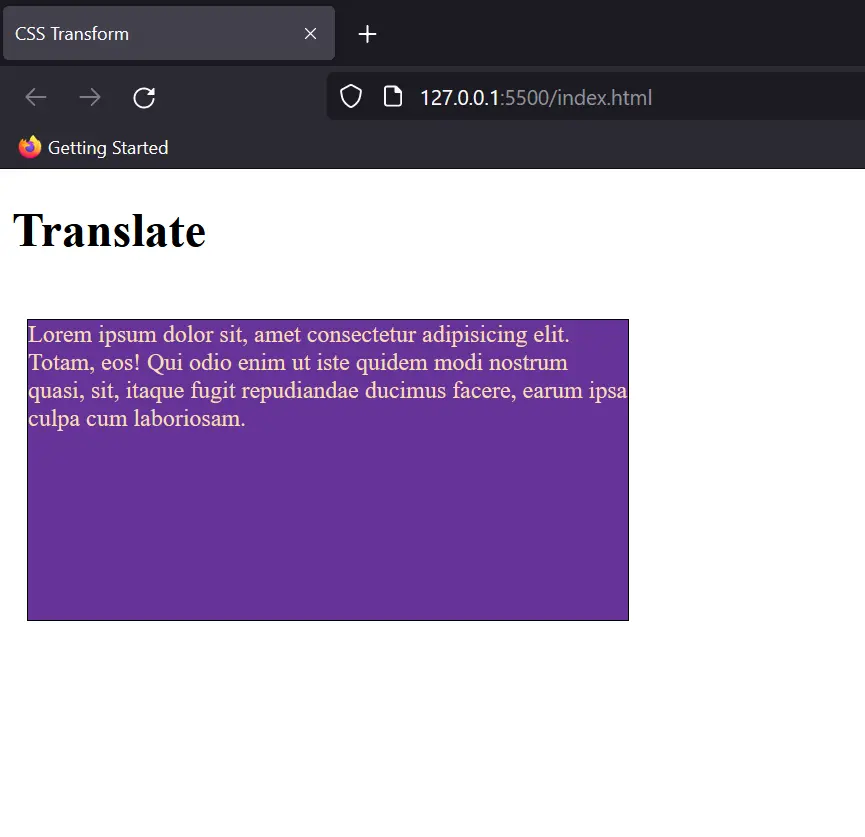 CSS Transform
127.0.0.1:5500/index.html
Getting Started
Translate
Lorem ipsum dolor sit, amet consectetur adipisicing elit.
Totam, eos! Qui odio enim ut iste quidem modi nostrum
quasi, sit, itaque fugit repudiandae ducimus facere, earum ipsa
culpa cum laboriosam.